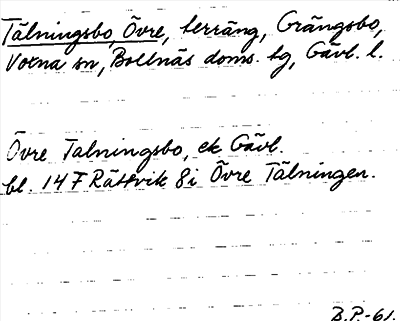 Tälningsbo, Övre, terräng, Grängsbo,
Voxna sn, Bollnäs doms. tg, Gävl. l.
Övre Tälningsbo, ek Gävl.
bl. 14 F Rättvik 8i Övre Tälningen.
B.P.-61.